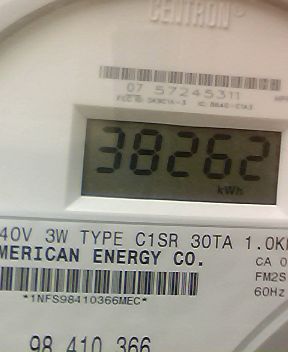 CENTRON®
07 57245311
38262
kWh
40V 3W TYPE C1SR 30TA 1.0K
MERICAN ENERGY CO.
CA 0
FM2S
*1NFS98410366MEC*
60Hz
98 410 366